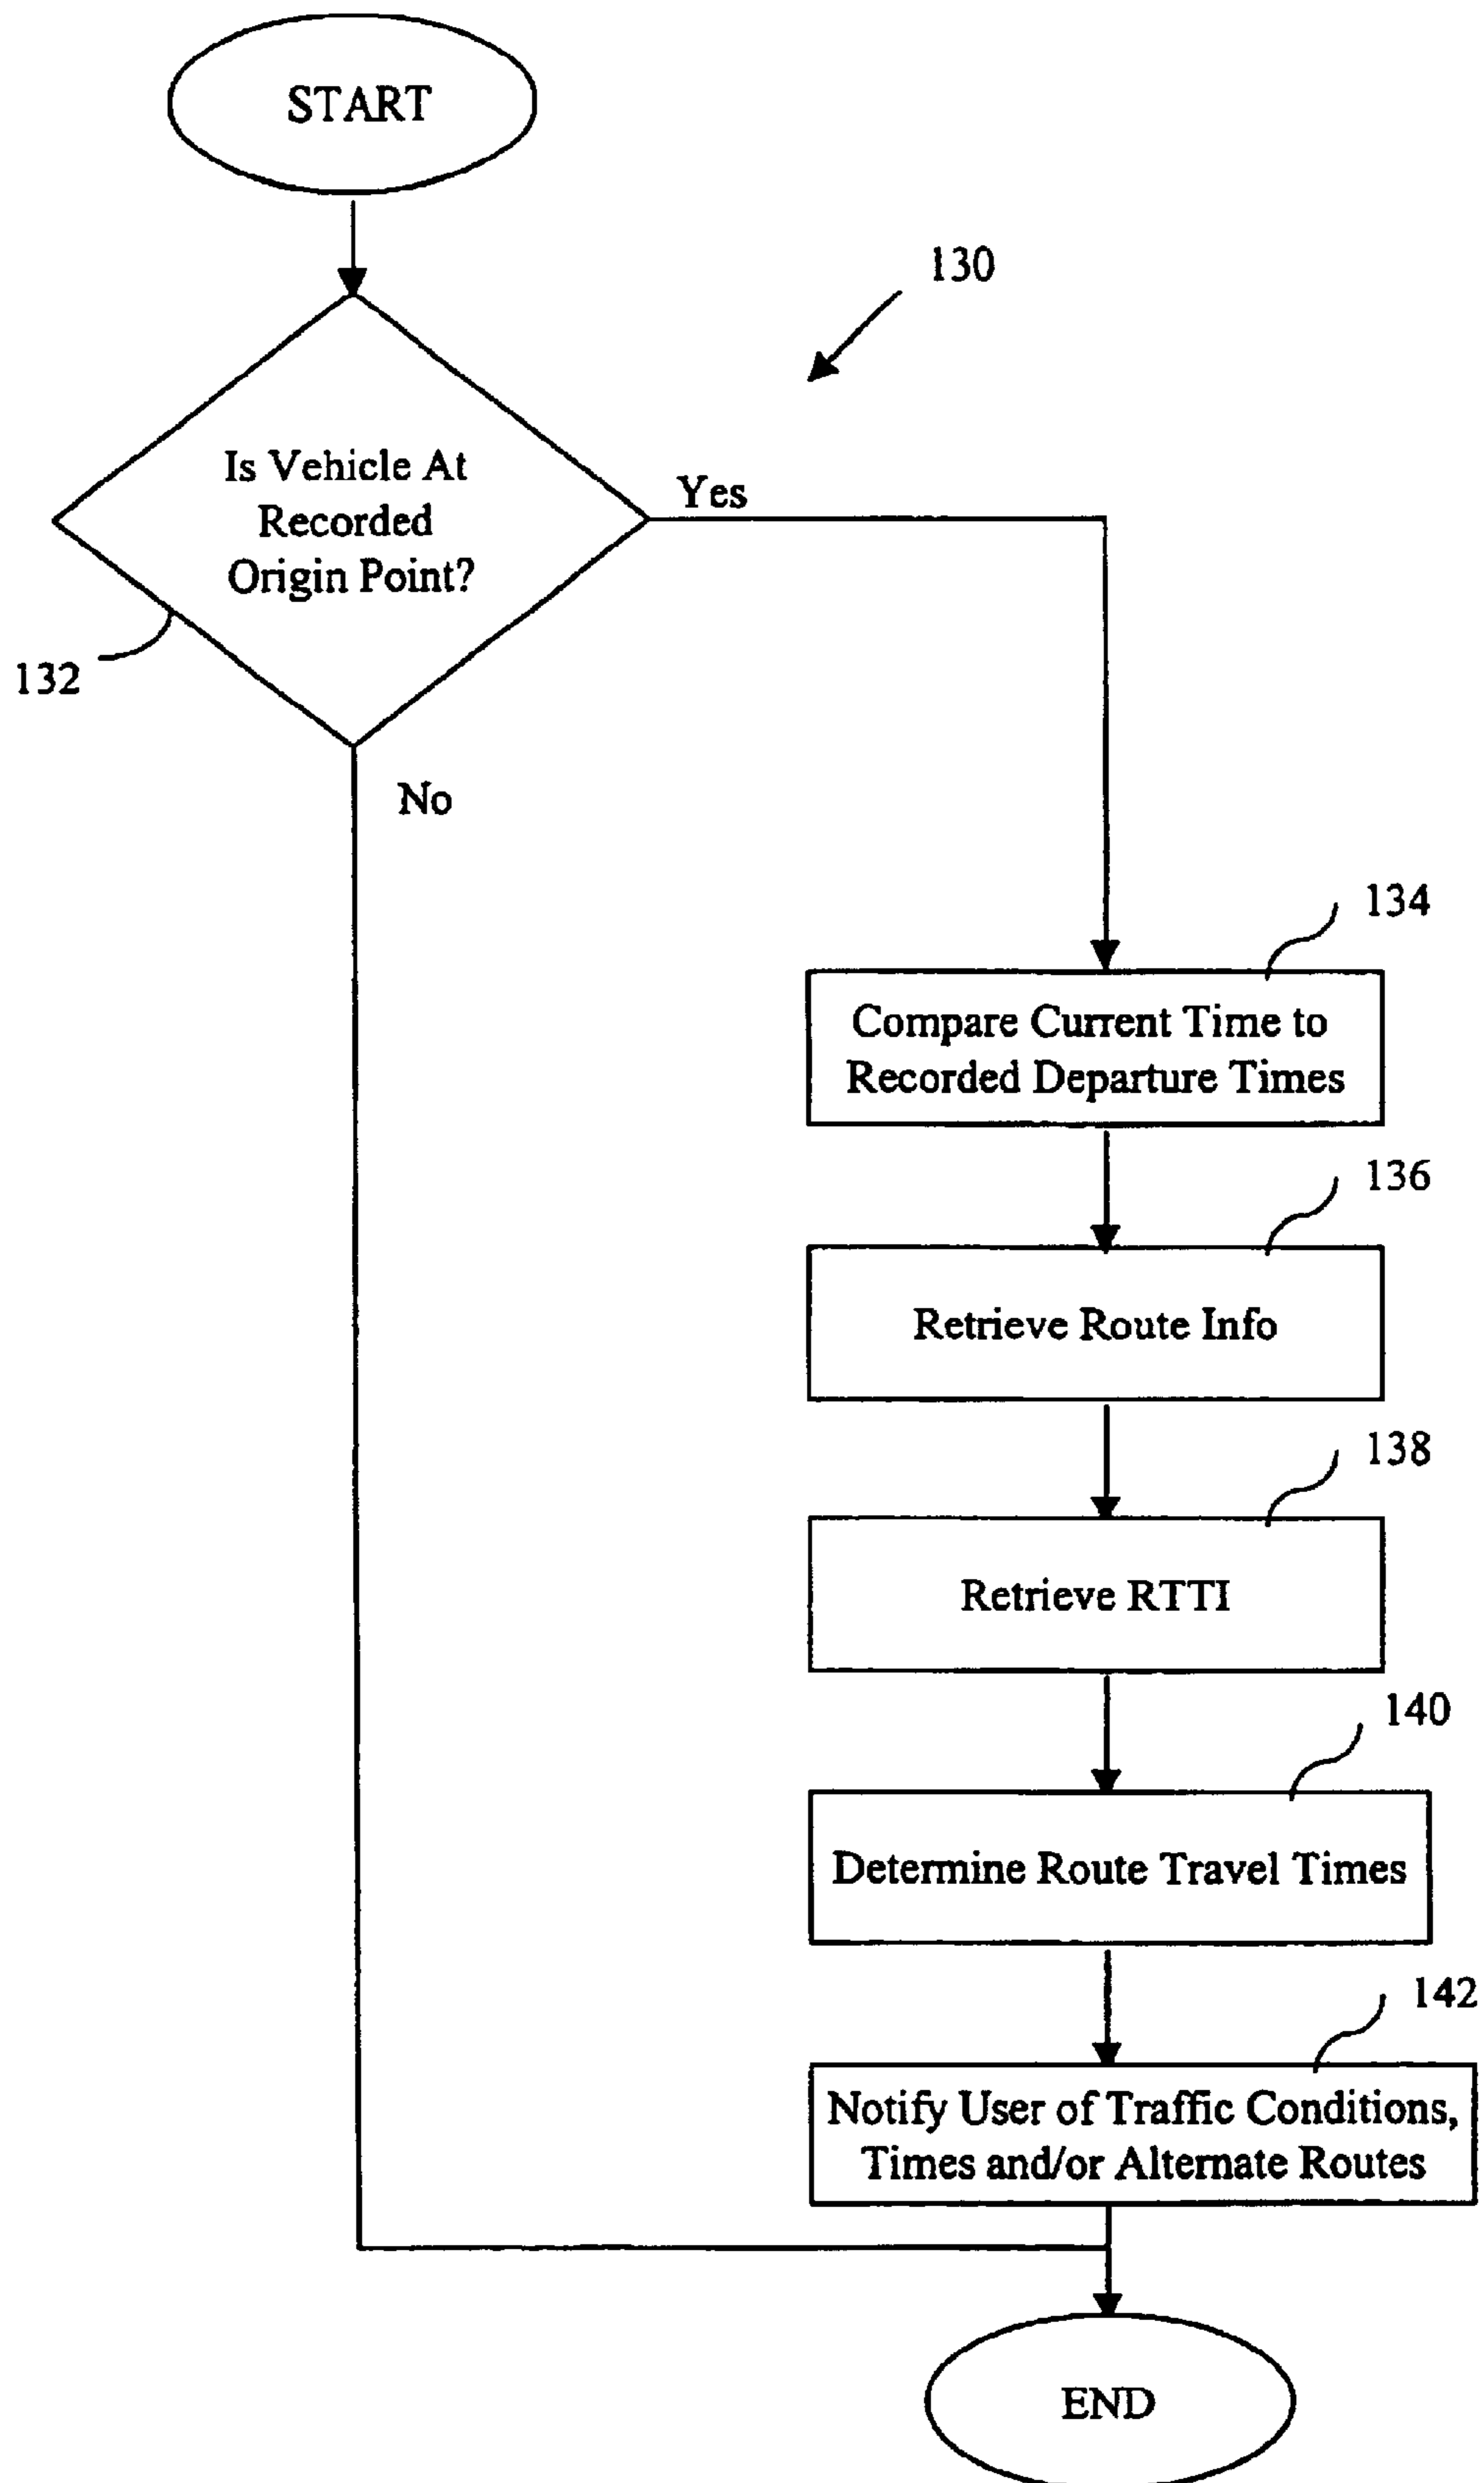 START
130
Is Vehicle At
Recorded
Origin Point?
Yes
132
No
134
Compare Current Time to
Recorded Departure Times
136
Retrieve Route Info
138
Retrieve RTTI
140
Determine Route Travel Times
142
Notify User of Traffic Conditions,
Times and/or Alternate Routes
END